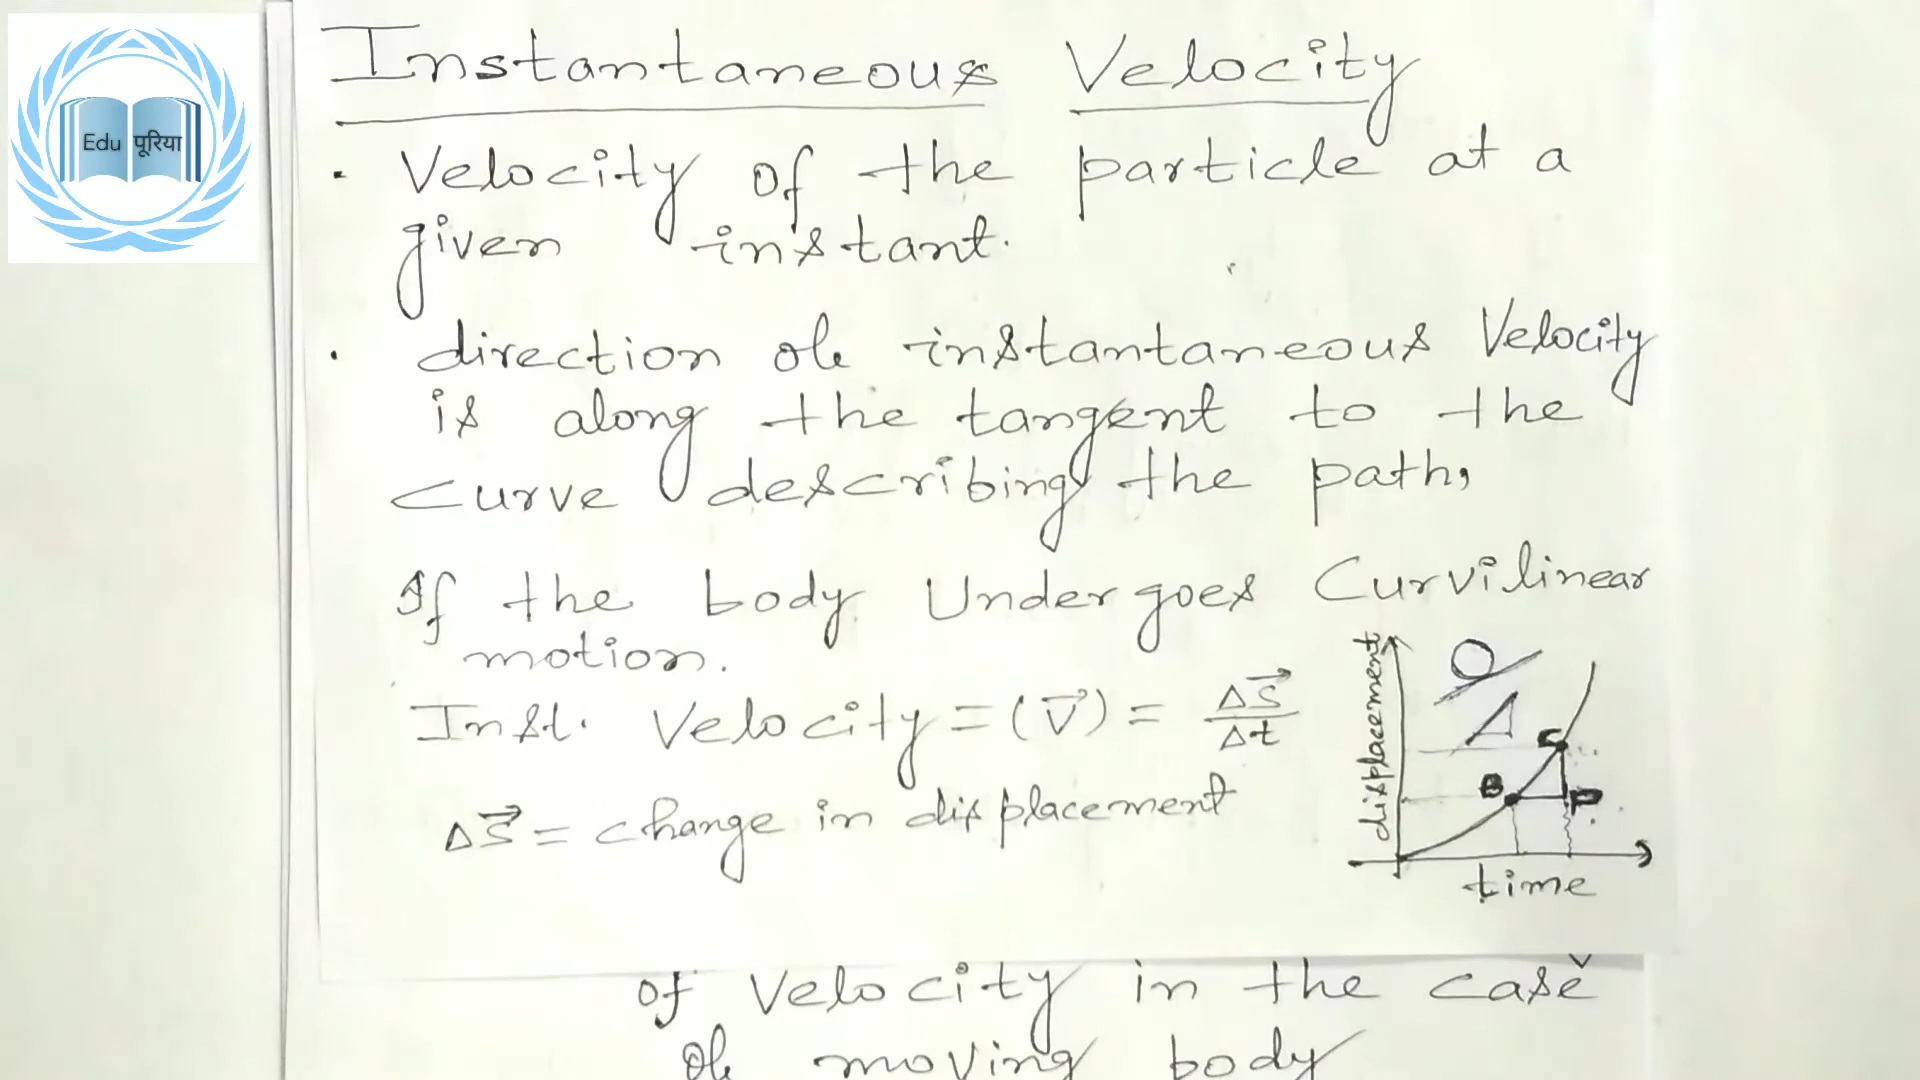 Edu पूरिया
Instantaneous Velocity
· Velocity of the particle at a
given instant.
· direction of instantaneous Velocity
is along the tangent to the
curve describing the path,
If the body Undergoes Curvilinear
motion.
Inst. Velocity = (v⃗) = Δs⃗/Δt
Δs⃗ = change in displacement
displacement
C
B
P
time
of Velocity in the case
of moving body